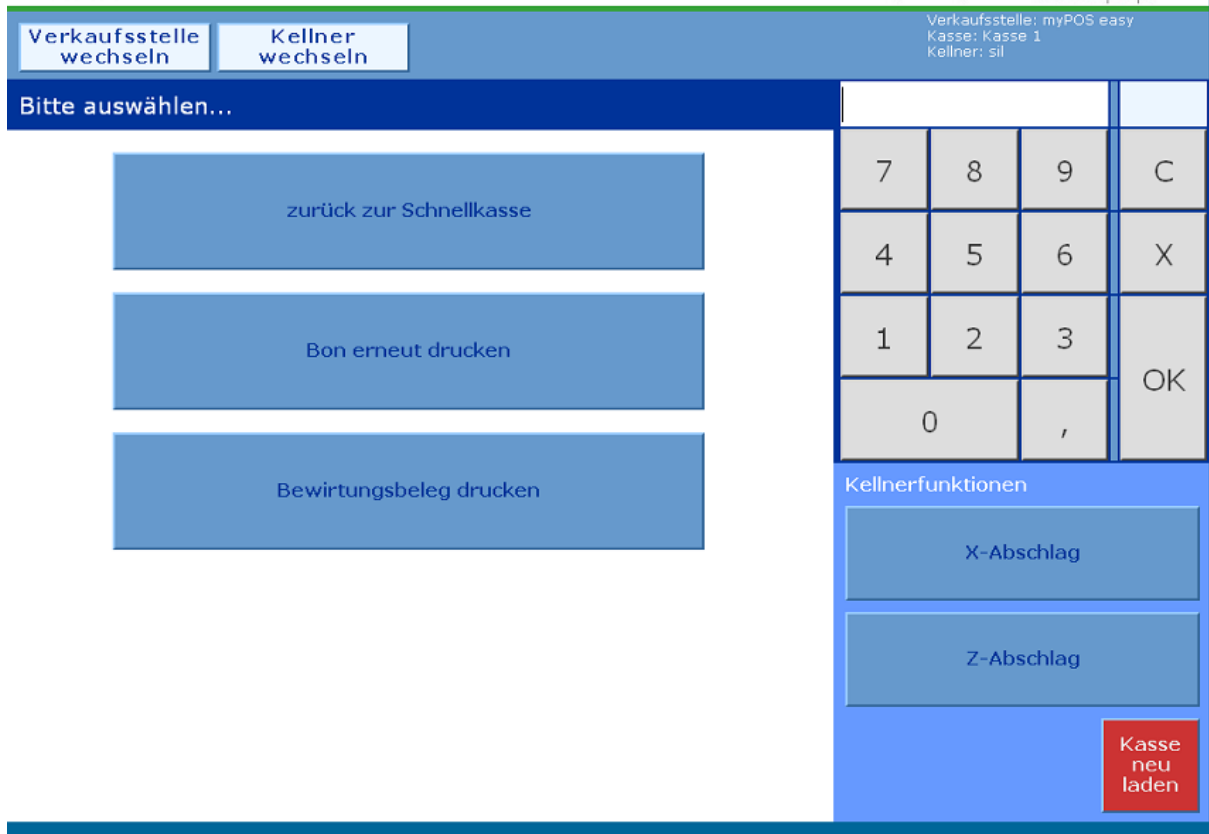 Verkaufsstelle
wechseln
Kellner
wechseln
Verkaufsstelle: myPOS easy
Kasse: Kasse 1
Kellner: sil
Bitte auswählen...
zurück zur Schnellkasse
Bon erneut drucken
Bewirtungsbeleg drucken
7 8 9 C
4 5 6 X
1 2 3
OK
0 ,
Kellnerfunktionen
X-Abschlag
Z-Abschlag
Kasse
neu
laden